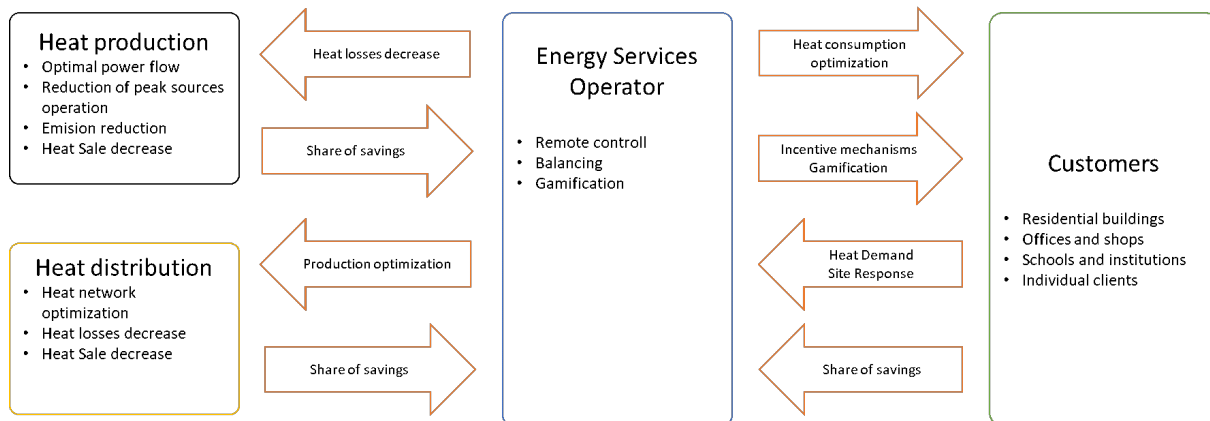 Heat production
• Optimal power flow
• Reduction of peak sources
operation
• Emision reduction
• Heat Sale decrease
Heat distribution
• Heat network
optimization
• Heat losses decrease
• Heat Sale decrease
Heat losses decrease
Share of savings
Production optimization
Share of savings
Energy Services
Operator
• Remote controll
• Balancing
• Gamification
Heat consumption
optimization
Incentive mechanisms
Gamification
Heat Demand
Site Response
Share of savings
Customers
• Residential buildings
• Offices and shops
• Schools and institutions
• Individual clients